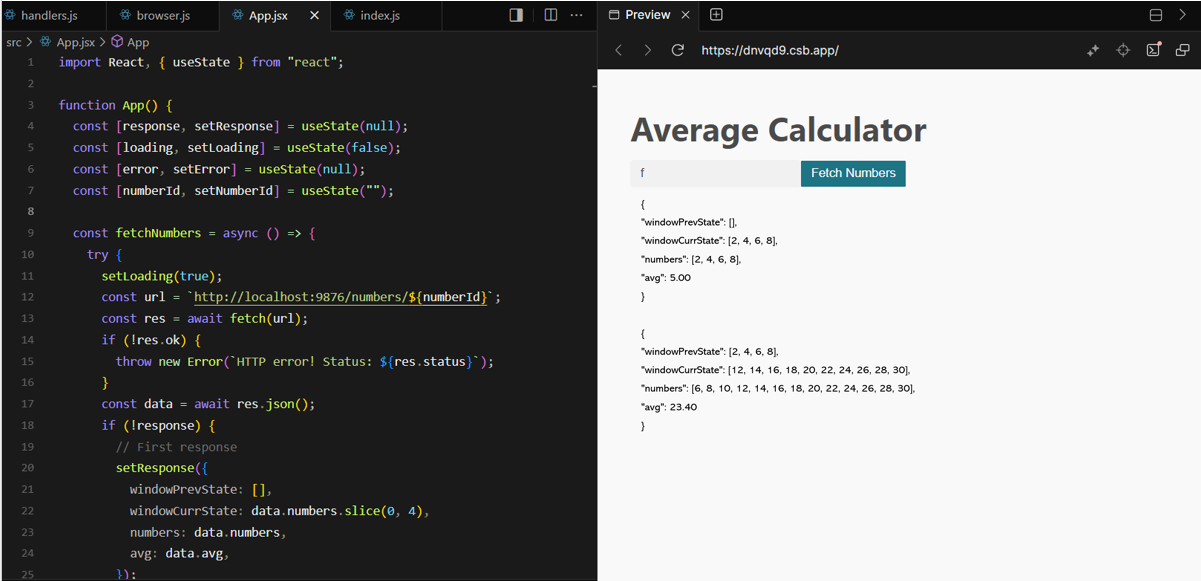 handlers.js browser.js App.jsx index.js
src > App.jsx > App
1 import React, { useState } from "react";
2
3 function App() {
4 const [response, setResponse] = useState(null);
5 const [loading, setLoading] = useState(false);
6 const [error, setError] = useState(null);
7 const [numberId, setNumberId] = useState("");
8
9 const fetchNumbers = async () => {
10 try {
11 setLoading(true);
12 const url = `http://localhost:9876/numbers/${numberId}`;
13 const res = await fetch(url);
14 if (!res.ok) {
15 throw new Error(`HTTP error! Status: ${res.status}`);
16 }
17 const data = await res.json();
18 if (!response) {
19 // First response
20 setResponse({
21 windowPrevState: [],
22 windowCurrState: data.numbers.slice(0, 4),
23 numbers: data.numbers,
24 avg: data.avg,
25 });
Preview
https://dnvqd9.csb.app/
Average Calculator
f
Fetch Numbers
{
"windowPrevState": [],
"windowCurrState": [2, 4, 6, 8],
"numbers": [2, 4, 6, 8],
"avg": 5.00
}
{
"windowPrevState": [2, 4, 6, 8],
"windowCurrState": [12, 14, 16, 18, 20, 22, 24, 26, 28, 30],
"numbers": [6, 8, 10, 12, 14, 16, 18, 20, 22, 24, 26, 28, 30],
"avg": 23.40
}